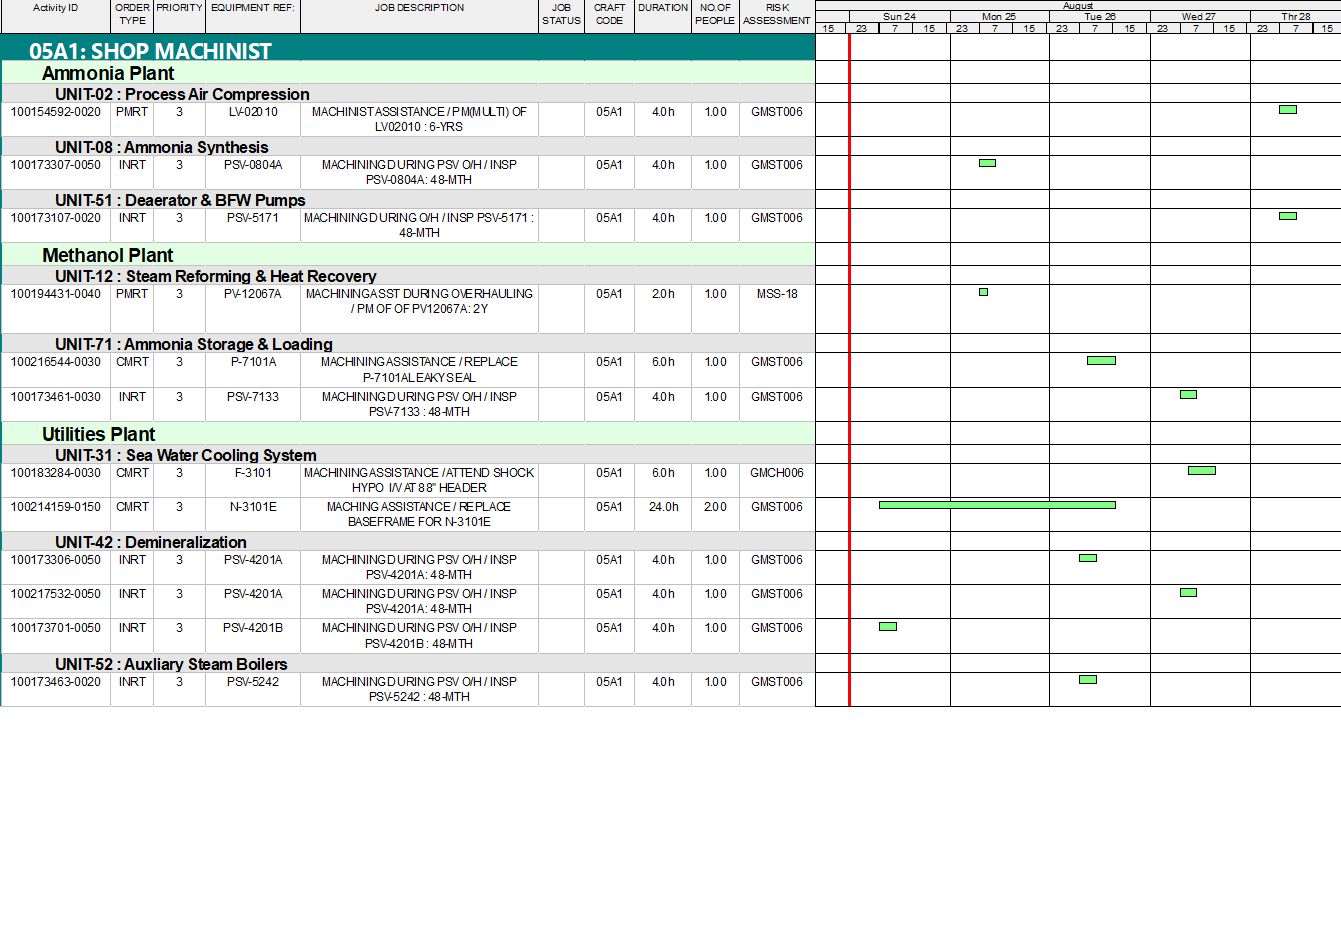 Activity ID ORDER TYPE PRIORITY EQUIPMENT REF: JOB DESCRIPTION JOB STATUS CRAFT CODE DURATION NO.OF PEOPLE RISK ASSESSMENT
August
Sun 24 Mon 25 Tue 26 Wed 27 Thr 28
15 23 7 15 23 7 15 23 7 15 23 7 15 23 7 15
05A1: SHOP MACHINIST
Ammonia Plant
UNIT-02 : Process Air Compression
100154592-0020 PMRT 3 LV-02010 MACHINIST ASSISTANCE / PM(MULTI) OF 05A1 4.0h 1.00 GMST006
LV02010 : 6-YRS
UNIT-08 : Ammonia Synthesis
100173307-0050 INRT 3 PSV-0804A MACHINING DURING PSV O/H / INSP 05A1 4.0h 1.00 GMST006
PSV-0804A: 48-MTH
UNIT-51 : Deaerator & BFW Pumps
100173107-0020 INRT 3 PSV-5171 MACHINING DURING O/H / INSP PSV-5171 : 05A1 4.0h 1.00 GMST006
48-MTH
Methanol Plant
UNIT-12 : Steam Reforming & Heat Recovery
100194431-0040 PMRT 3 PV-12067A MACHINING ASST DURING OVERHAULING 05A1 2.0h 1.00 MSS-18
/ PM OF OF PV12067A: 2Y
UNIT-71 : Ammonia Storage & Loading
100216544-0030 CMRT 3 P-7101A MACHINING ASSISTANCE / REPLACE 05A1 6.0h 1.00 GMST006
P-7101A LEAKY SEAL
100173461-0030 INRT 3 PSV-7133 MACHINING DURING PSV O/H / INSP 05A1 4.0h 1.00 GMST006
PSV-7133 : 48-MTH
Utilities Plant
UNIT-31 : Sea Water Cooling System
100183284-0030 CMRT 3 F-3101 MACHINING ASSISTANCE / ATTEND SHOCK 05A1 6.0h 1.00 GMCH006
HYPO I/V AT 88" HEADER
100214159-0150 CMRT 3 N-3101E MACHING ASSISTANCE / REPLACE 05A1 24.0h 2.00 GMST006
BASEFRAME FOR N-3101E
UNIT-42 : Demineralization
100173306-0050 INRT 3 PSV-4201A MACHINING DURING PSV O/H / INSP 05A1 4.0h 1.00 GMST006
PSV-4201A: 48-MTH
100217532-0050 INRT 3 PSV-4201A MACHINING DURING PSV O/H / INSP 05A1 4.0h 1.00 GMST006
PSV-4201A: 48-MTH
100173701-0050 INRT 3 PSV-4201B MACHINING DURING PSV O/H / INSP 05A1 4.0h 1.00 GMST006
PSV-4201B : 48-MTH
UNIT-52 : Auxliary Steam Boilers
100173463-0020 INRT 3 PSV-5242 MACHINING DURING PSV O/H / INSP 05A1 4.0h 1.00 GMST006
PSV-5242 : 48-MTH